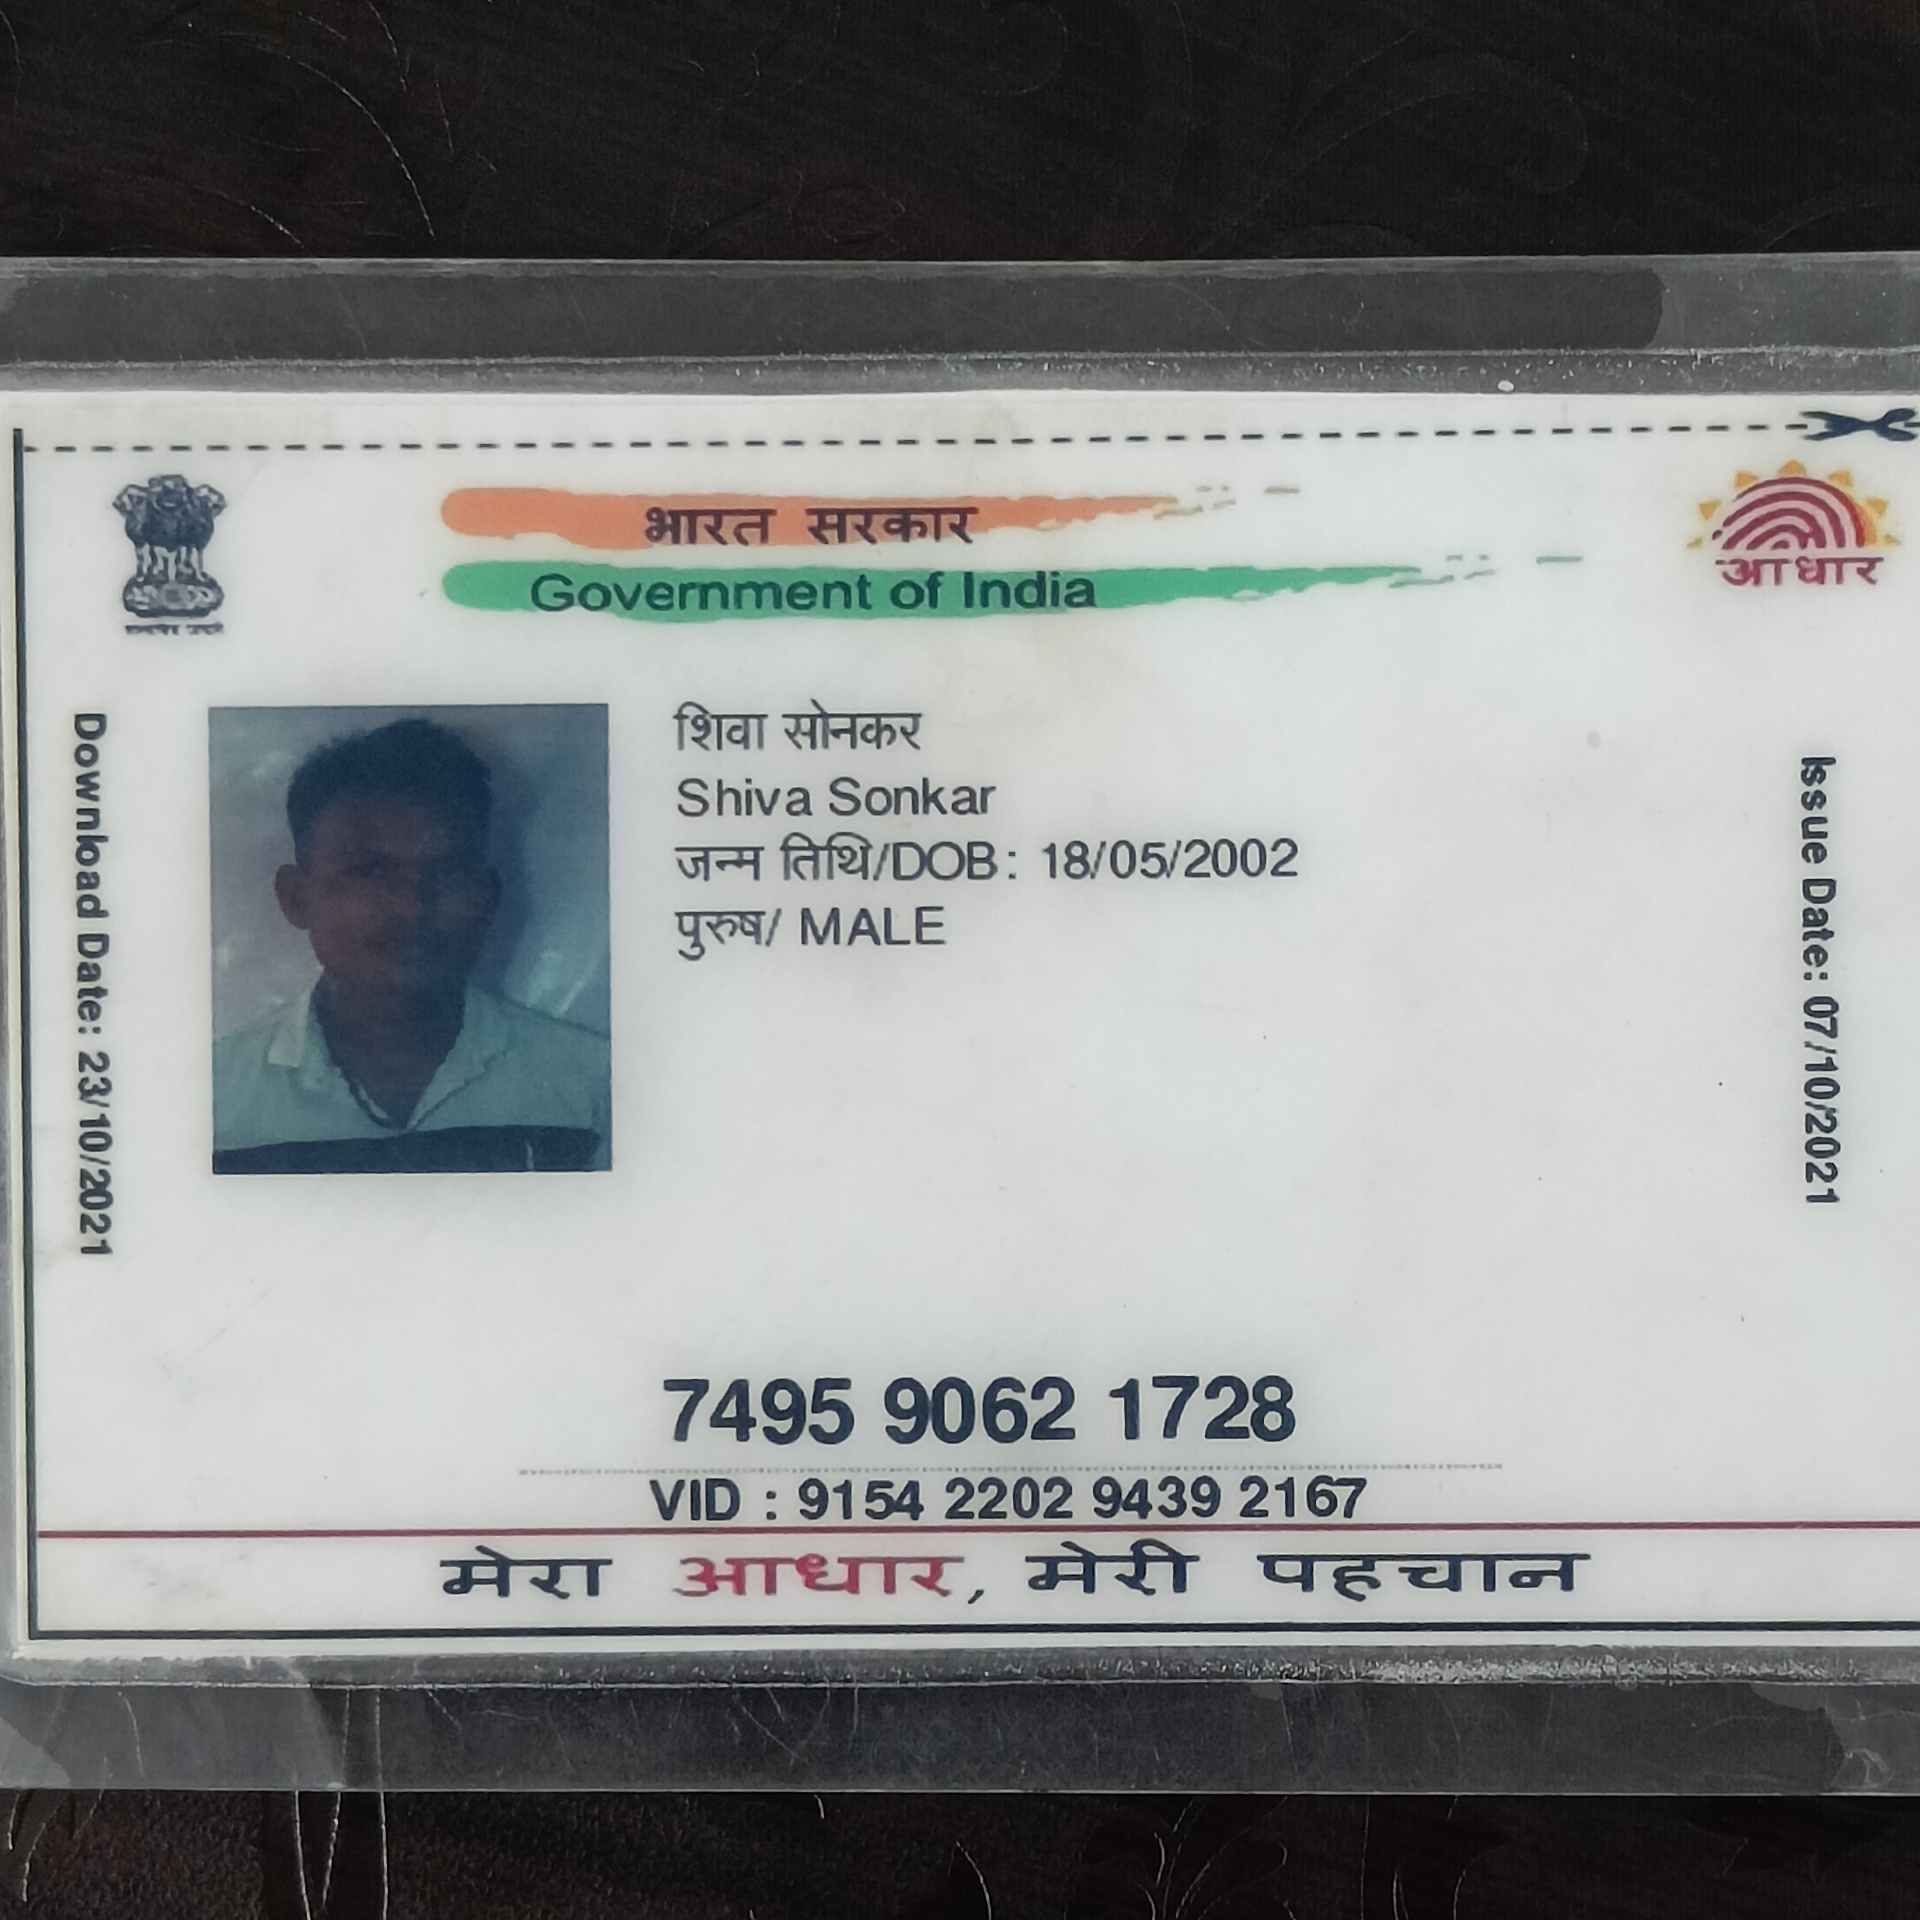 भारत सरकार
Government of India
आधार
Download Date: 23/10/2021
शिवा सोनकर
Shiva Sonkar
जन्म तिथि/DOB: 18/05/2002
पुरुष/ MALE
Issue Date: 07/10/2021
7495 9062 1728
VID : 9154 2202 9439 2167
मेरा आधार, मेरी पहचान